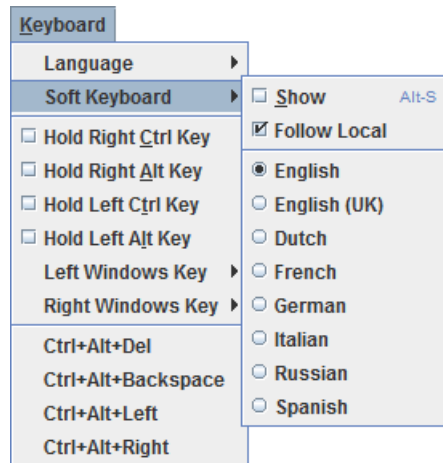 Keyboard
Language
Soft Keyboard
Hold Right Ctrl Key
Hold Right Alt Key
Hold Left Ctrl Key
Hold Left Alt Key
Left Windows Key
Right Windows Key
Ctrl+Alt+Del
Ctrl+Alt+Backspace
Ctrl+Alt+Left
Ctrl+Alt+Right
Show Alt-S
Follow Local
English
English (UK)
Dutch
French
German
Italian
Russian
Spanish